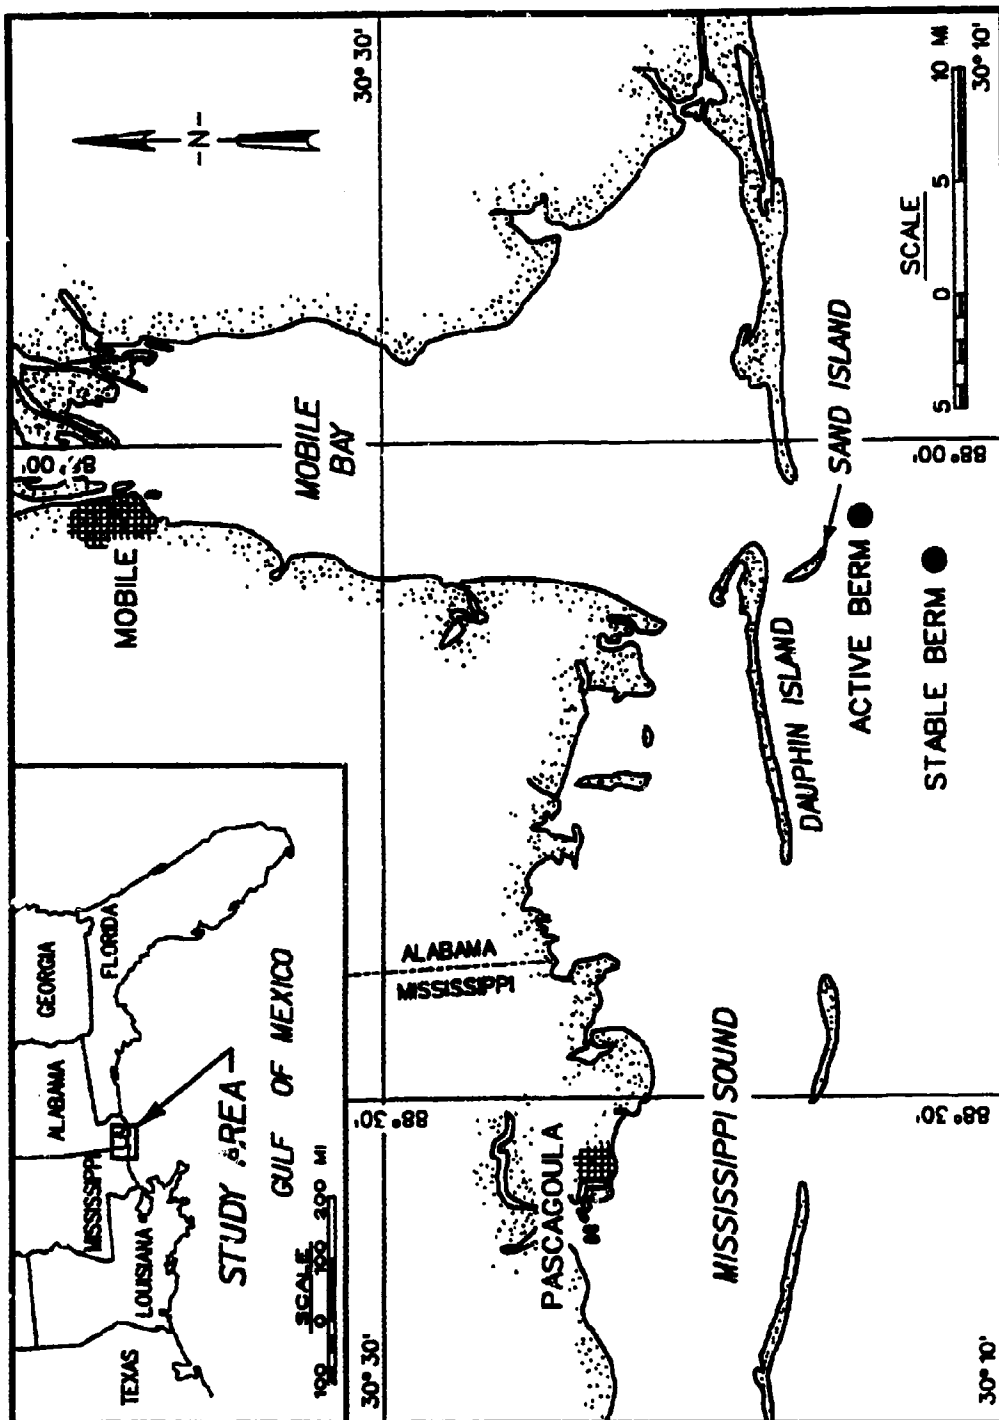 TEXAS
LOUISIANA
MISSISSIPPI
ALABAMA
GEORGIA
FLORIDA
STUDY AREA
GULF OF MEXICO
SCALE
100 0 100 200 MI
-N-
30° 30'
30° 30'
88° 30'
88° 00'
MOBILE
MOBILE
BAY
ALABAMA
MISSISSIPPI
PASCAGOULA
MISSISSIPPI SOUND
DAUPHIN ISLAND
SAND ISLAND
ACTIVE BERM
STABLE BERM
SCALE
5 0 5 10 MI
30° 10'
88° 30'
88° 00'
30° 10'